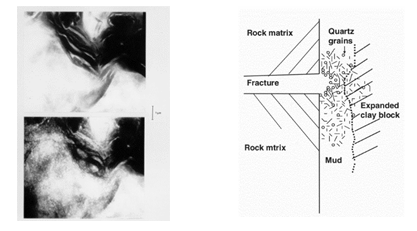 Rock matrix
Quartz
grains
Fracture
Expanded
clay block
Rock mtrix
Mud